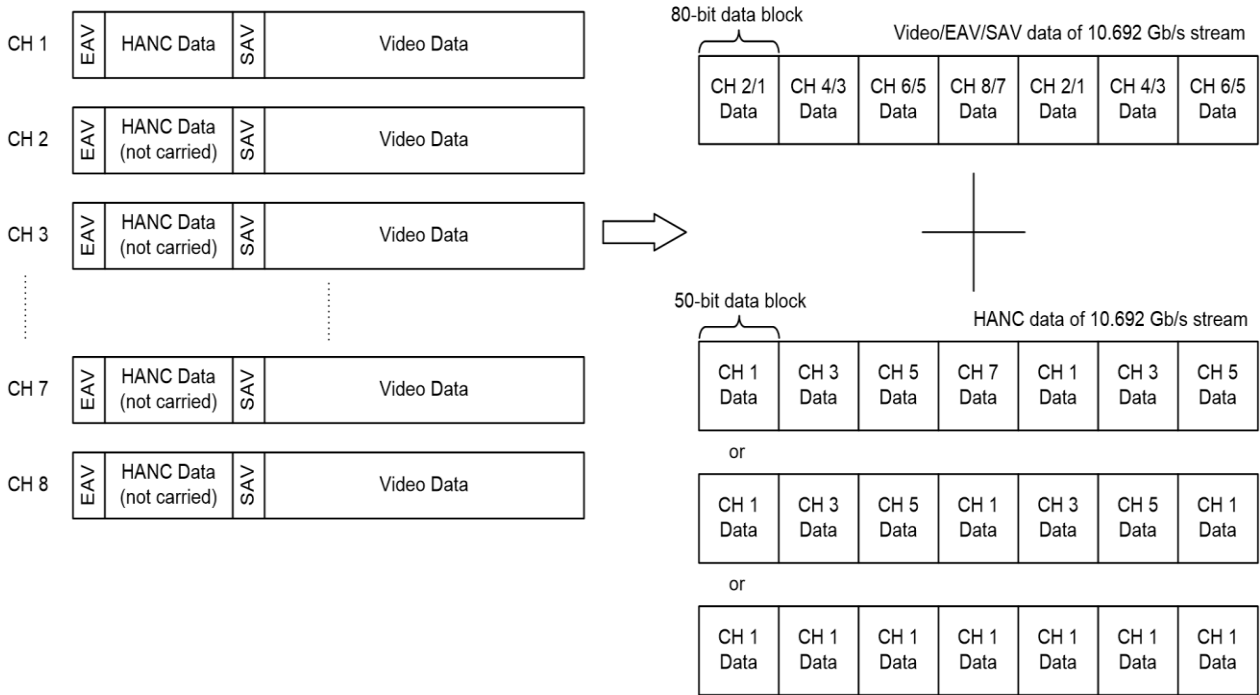 CH 1
EAV
HANC Data
SAV
Video Data
CH 2
EAV
HANC Data
(not carried)
SAV
Video Data
CH 3
EAV
HANC Data
(not carried)
SAV
Video Data
CH 7
EAV
HANC Data
(not carried)
SAV
Video Data
CH 8
EAV
HANC Data
(not carried)
SAV
Video Data
80-bit data block
Video/EAV/SAV data of 10.692 Gb/s stream
CH 2/1 CH 4/3 CH 6/5 CH 8/7 CH 2/1 CH 4/3 CH 6/5
Data Data Data Data Data Data Data
50-bit data block
HANC data of 10.692 Gb/s stream
CH 1 CH 3 CH 5 CH 7 CH 1 CH 3 CH 5
Data Data Data Data Data Data Data
or
CH 1 CH 3 CH 5 CH 1 CH 3 CH 5 CH 1
Data Data Data Data Data Data Data
or
CH 1 CH 1 CH 1 CH 1 CH 1 CH 1 CH 1
Data Data Data Data Data Data Data